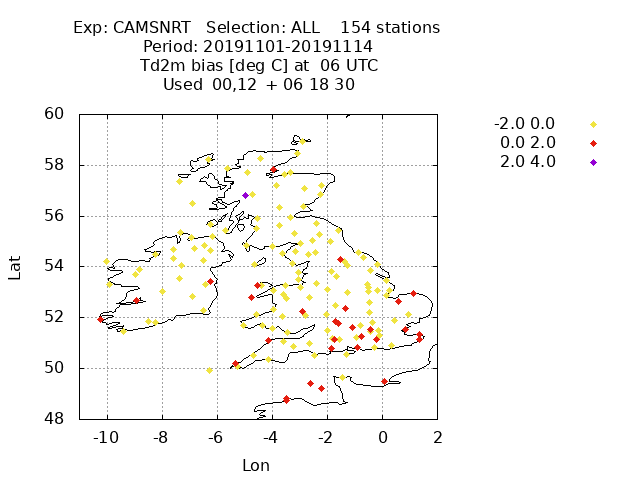 Exp: CAMSNRT Selection: ALL 154 stations
Period: 20191101-20191114
Td2m bias [deg C] at 06 UTC
Used 00,12 + 06 18 30
-2.0 0.0
0.0 2.0
2.0 4.0
60
58
56
54
52
50
48
Lat
-10 -8 -6 -4 -2 0 2
Lon